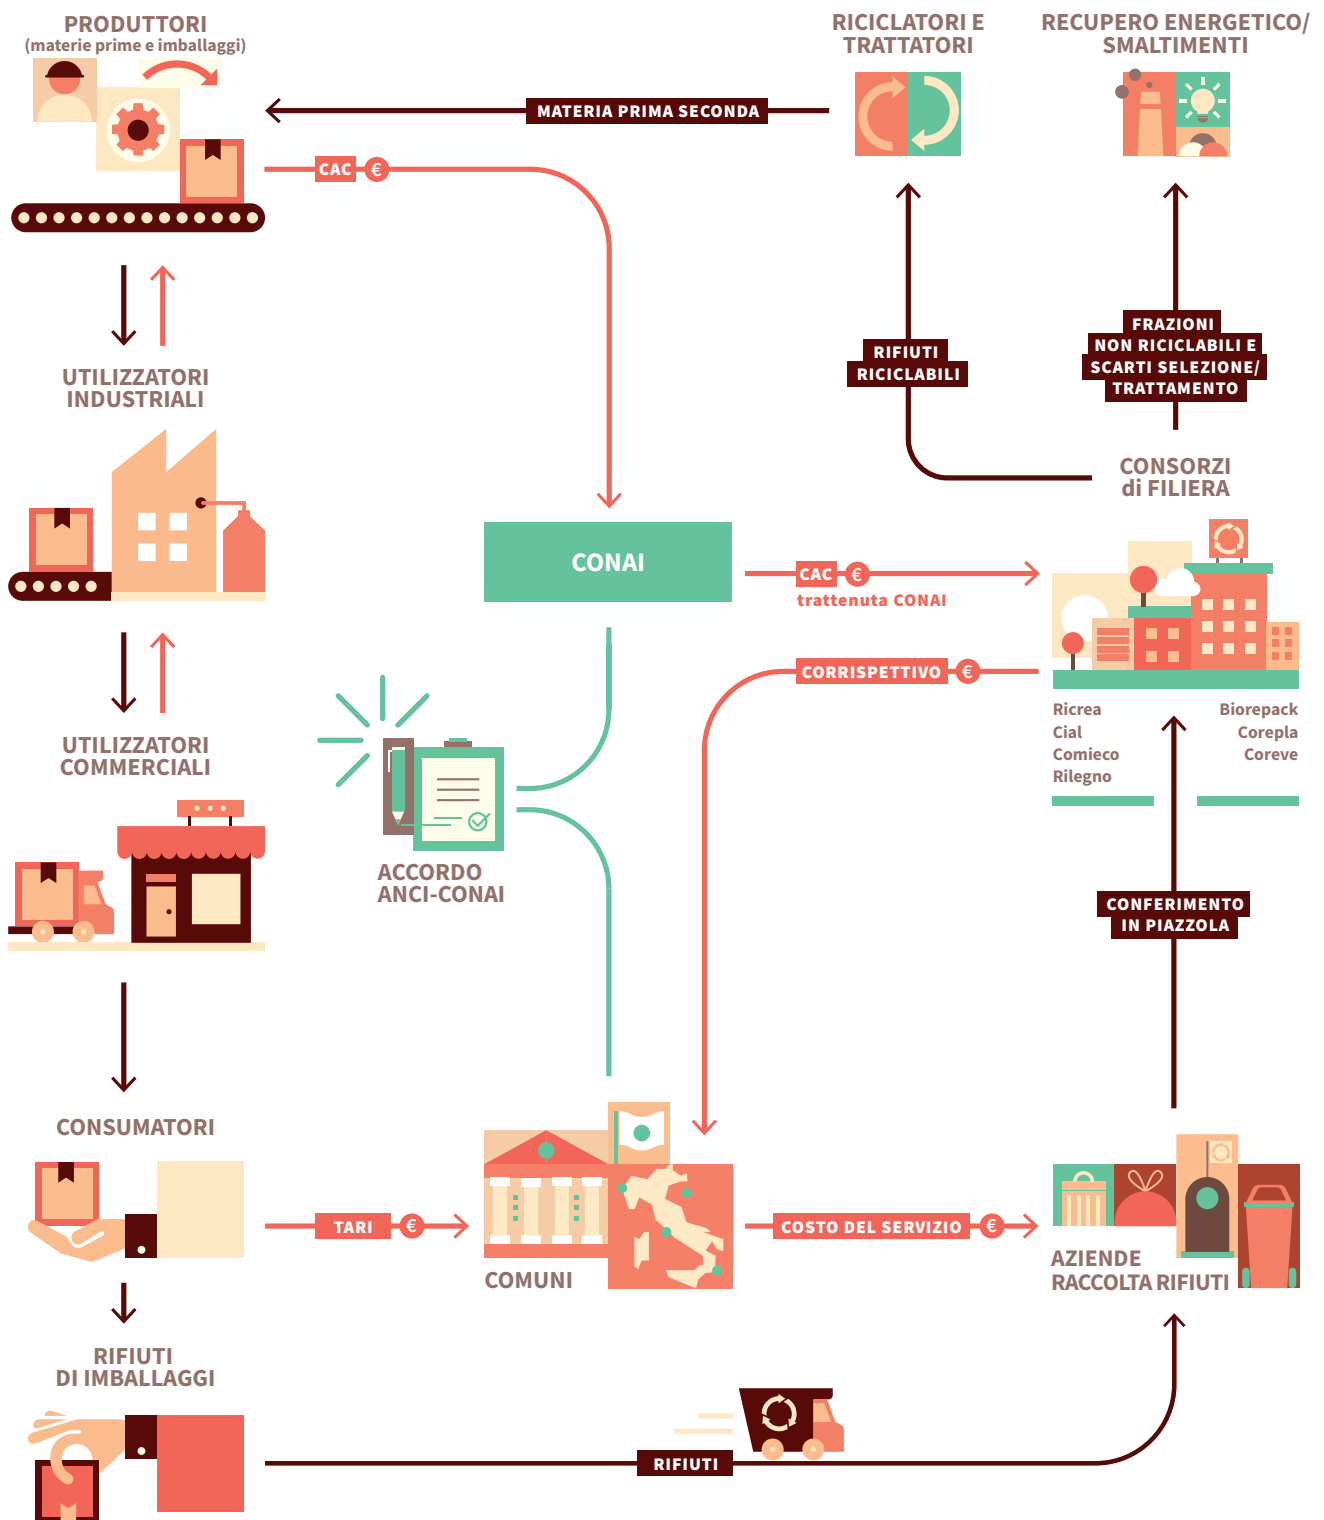 PRODUTTORI
(materie prime e imballaggi)
RICICLATORI E
TRATTATORI
RECUPERO ENERGETICO/
SMALTIMENTI
MATERIA PRIMA SECONDA
CAC €
RIFIUTI
RICICLABILI
FRAZIONI
NON RICICLABILI E
SCARTI SELEZIONE/
TRATTAMENTO
UTILIZZATORI
INDUSTRIALI
CONSORZI
di FILIERA
CONAI
CAC €
trattenuta CONAI
CORRISPETTIVO €
Ricrea
Cial
Comieco
Rilegno
Biorepack
Corepla
Coreve
UTILIZZATORI
COMMERCIALI
ACCORDO
ANCI-CONAI
CONFERIMENTO
IN PIAZZOLA
CONSUMATORI
TARI €
COMUNI
COSTO DEL SERVIZIO €
AZIENDE
RACCOLTA RIFIUTI
RIFIUTI
DI IMBALLAGGI
RIFIUTI